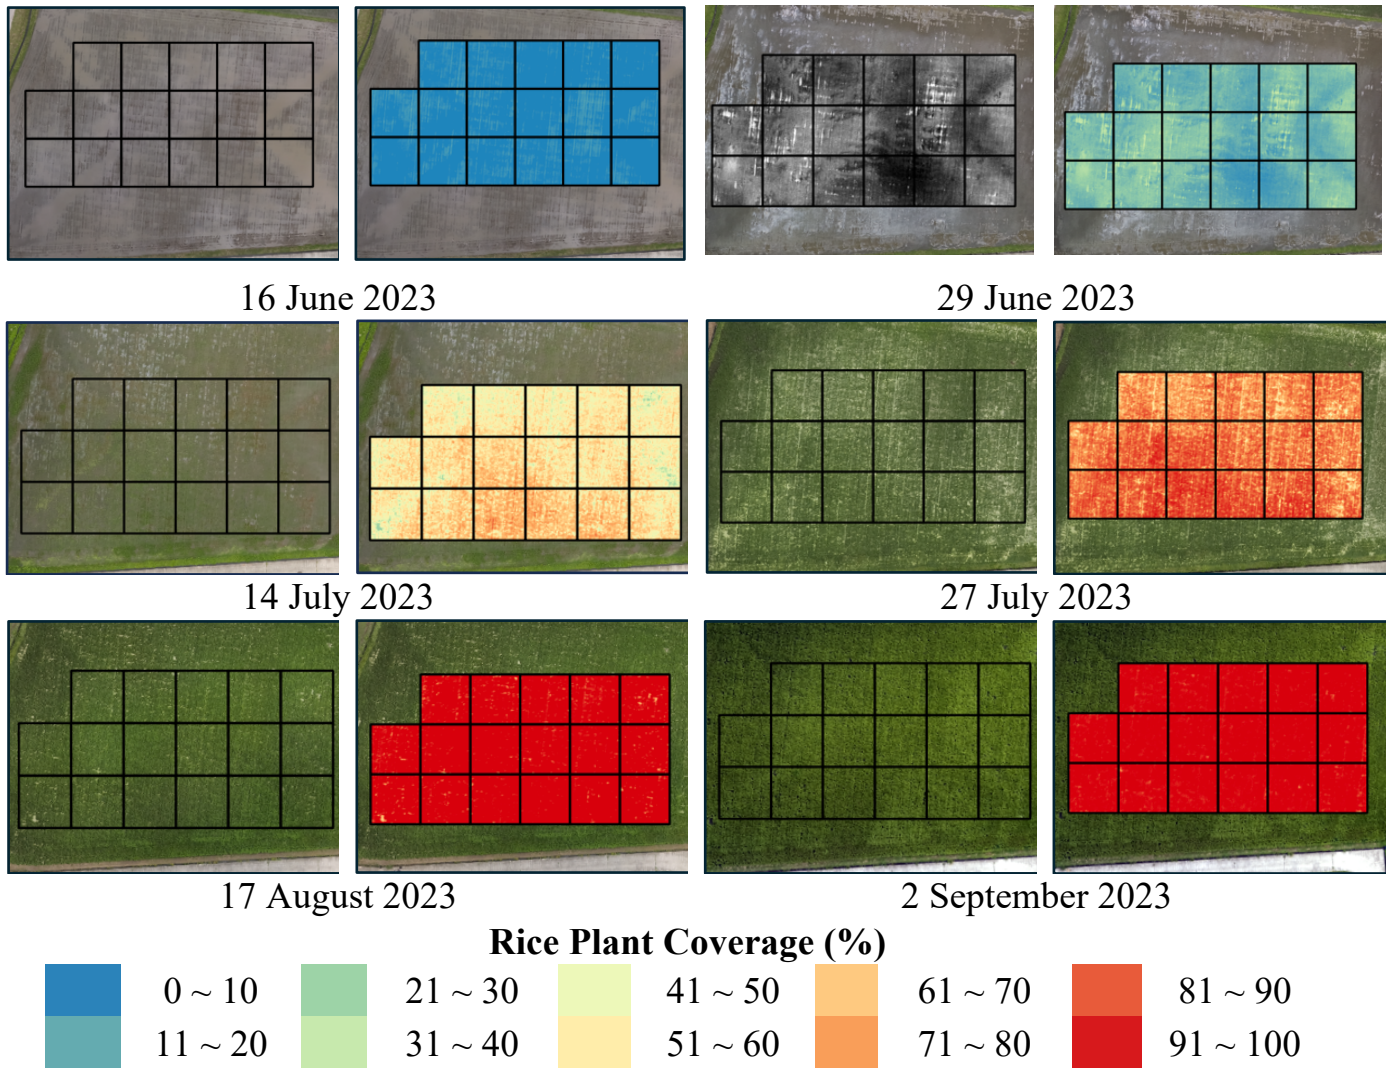 16 June 2023
29 June 2023
14 July 2023
27 July 2023
17 August 2023
2 September 2023
Rice Plant Coverage (%)
0 ~ 10
21 ~ 30
41 ~ 50
61 ~ 70
81 ~ 90
11 ~ 20
31 ~ 40
51 ~ 60
71 ~ 80
91 ~ 100